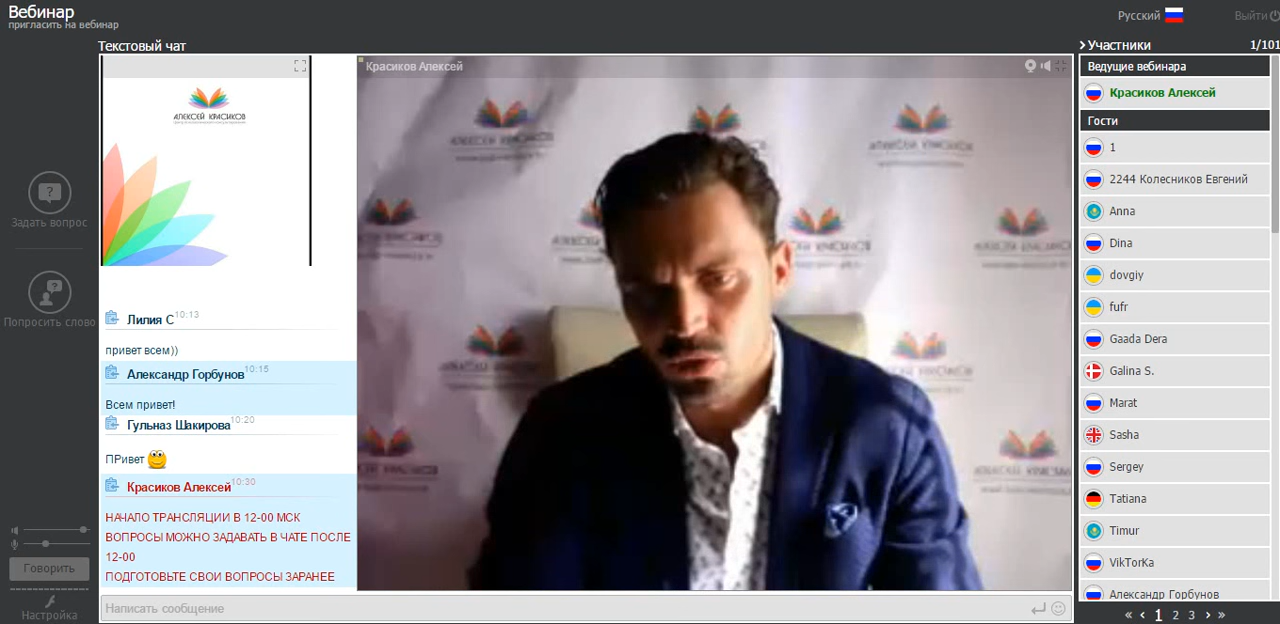 Вебинар
пригласить на вебинар
Русский
Выйти
Текстовый чат
Участники
1/101
Задать вопрос
Попросить слово
Говорить
Настройка
АЛЕКСЕЙ КРАСИКОВ
Лилия С 10:13
привет всем))
Александр Горбунов 10:15
Всем привет!
Гульназ Шакирова 10:20
ПРивет
Красиков Алексей 10:30
НАЧАЛО ТРАНСЛЯЦИИ В 12-00 МСК
ВОПРОСЫ МОЖНО ЗАДАВАТЬ В ЧАТЕ ПОСЛЕ
12-00
ПОДГОТОВЬТЕ СВОИ ВОПРОСЫ ЗАРАНЕЕ
Написать сообщение
Красиков Алексей
Ведущие вебинара
Красиков Алексей
Гости
1
2244 Колесников Евгений
Anna
Dina
dovgiy
fufr
Gaada Dera
Galina S.
Marat
Sasha
Sergey
Tatiana
Timur
VikTorKa
Александр Горбунов
« ‹ 1 2 3 › »